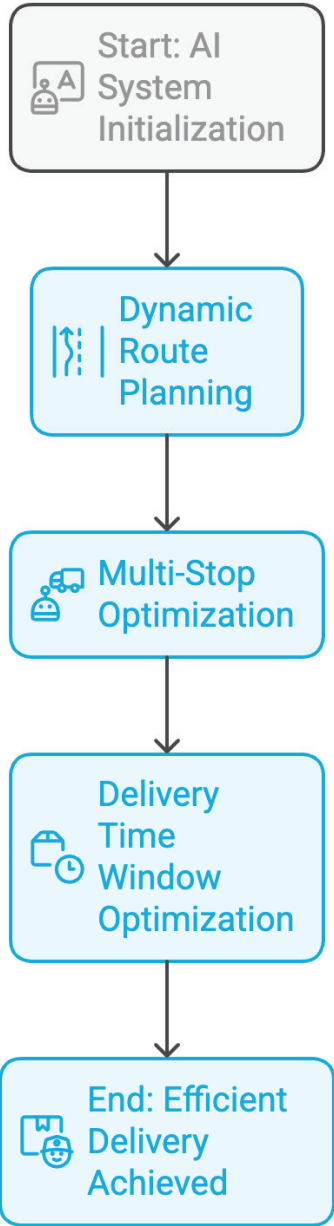 Start: AI
System
Initialization
Dynamic
Route
Planning
Multi-Stop
Optimization
Delivery
Time
Window
Optimization
End: Efficient
Delivery
Achieved